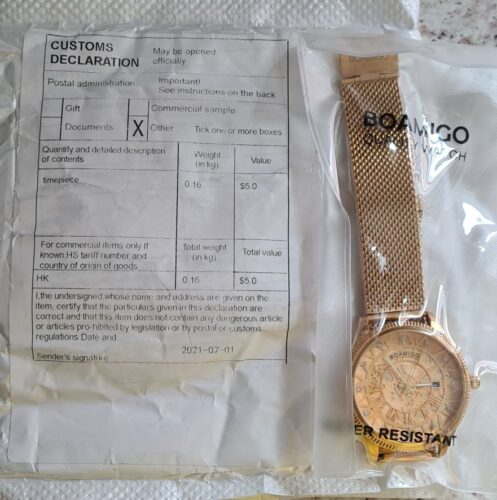 CUSTOMS DECLARATION
May be opened officially
Postal administration
Important!
See instructions on the back
Gift
Commercial sample
Documents
X
Other
Tick one or more boxes
Quantity and detailed description of contents
Weight (in kg)
Value
timepiece
0.16
$5.0
For commercial items only If known,HS tariff number and country of origin of goods
Total weight (in kg)
Total value
HK
0.16
$5.0
I,the undersigned,whose name and address are given on the
item, certify that the particulars given in this declaration are
correct and that this item does not contain any dangerous article
or articles pro-hibited by legislation or by postal or customs
regulations Date and
Sender's signature
2021-07-01
BOAMIGO
WATCH
BOAMIGO
ER RESISTANT